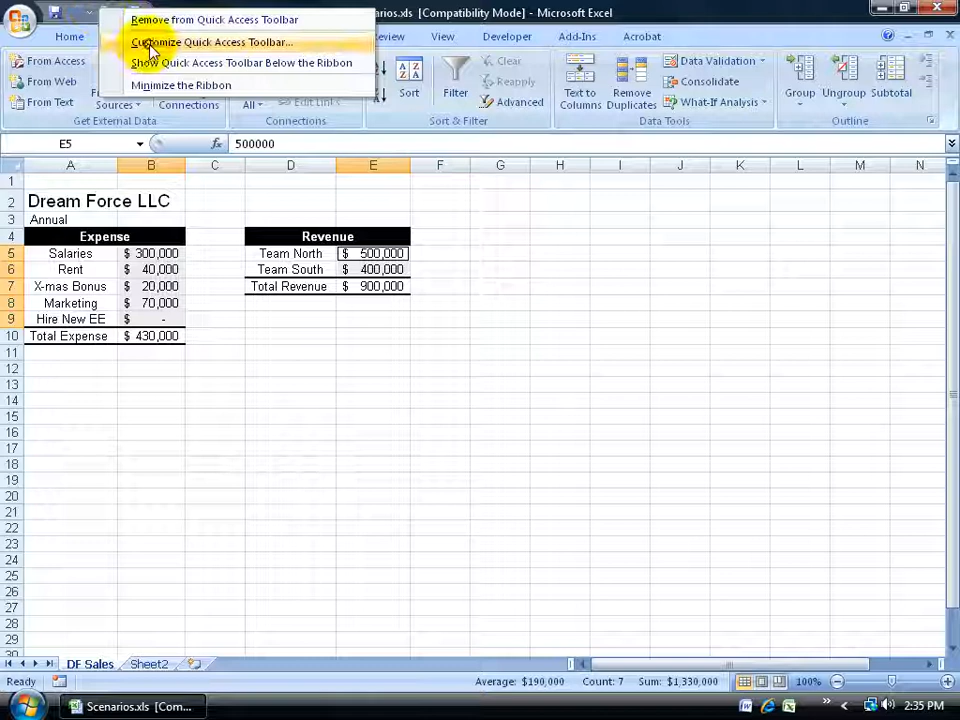 narios.xls [Compatibility Mode] - Microsoft Excel
Remove from Quick Access Toolbar
Customize Quick Access Toolbar...
Show Quick Access Toolbar Below the Ribbon
Minimize the Ribbon
Home
Review View Developer Add-Ins Acrobat
From Access
From Web
From Text
Sources
Connections
All
Edit Links
Sort
Filter
Clear
Reapply
Advanced
Text to Columns
Remove Duplicates
Data Validation
Consolidate
What-If Analysis
Group Ungroup Subtotal
Get External Data Connections Sort & Filter Data Tools Outline
E5 fx 500000
A B C D E F G H I J K L M N
1
2 Dream Force LLC
3 Annual
4 Expense Revenue
5 Salaries $ 300,000 Team North $ 500,000
6 Rent $ 40,000 Team South $ 400,000
7 X-mas Bonus $ 20,000 Total Revenue $ 900,000
8 Marketing $ 70,000
9 Hire New EE $ -
10 Total Expense $ 430,000
11
12
13
14
15
16
17
18
19
20
21
22
23
24
25
26
27
28
29
DF Sales Sheet2
Ready Average: $190,000 Count: 7 Sum: $1,330,000 100%
Scenarios.xls [Com... 2:35 PM